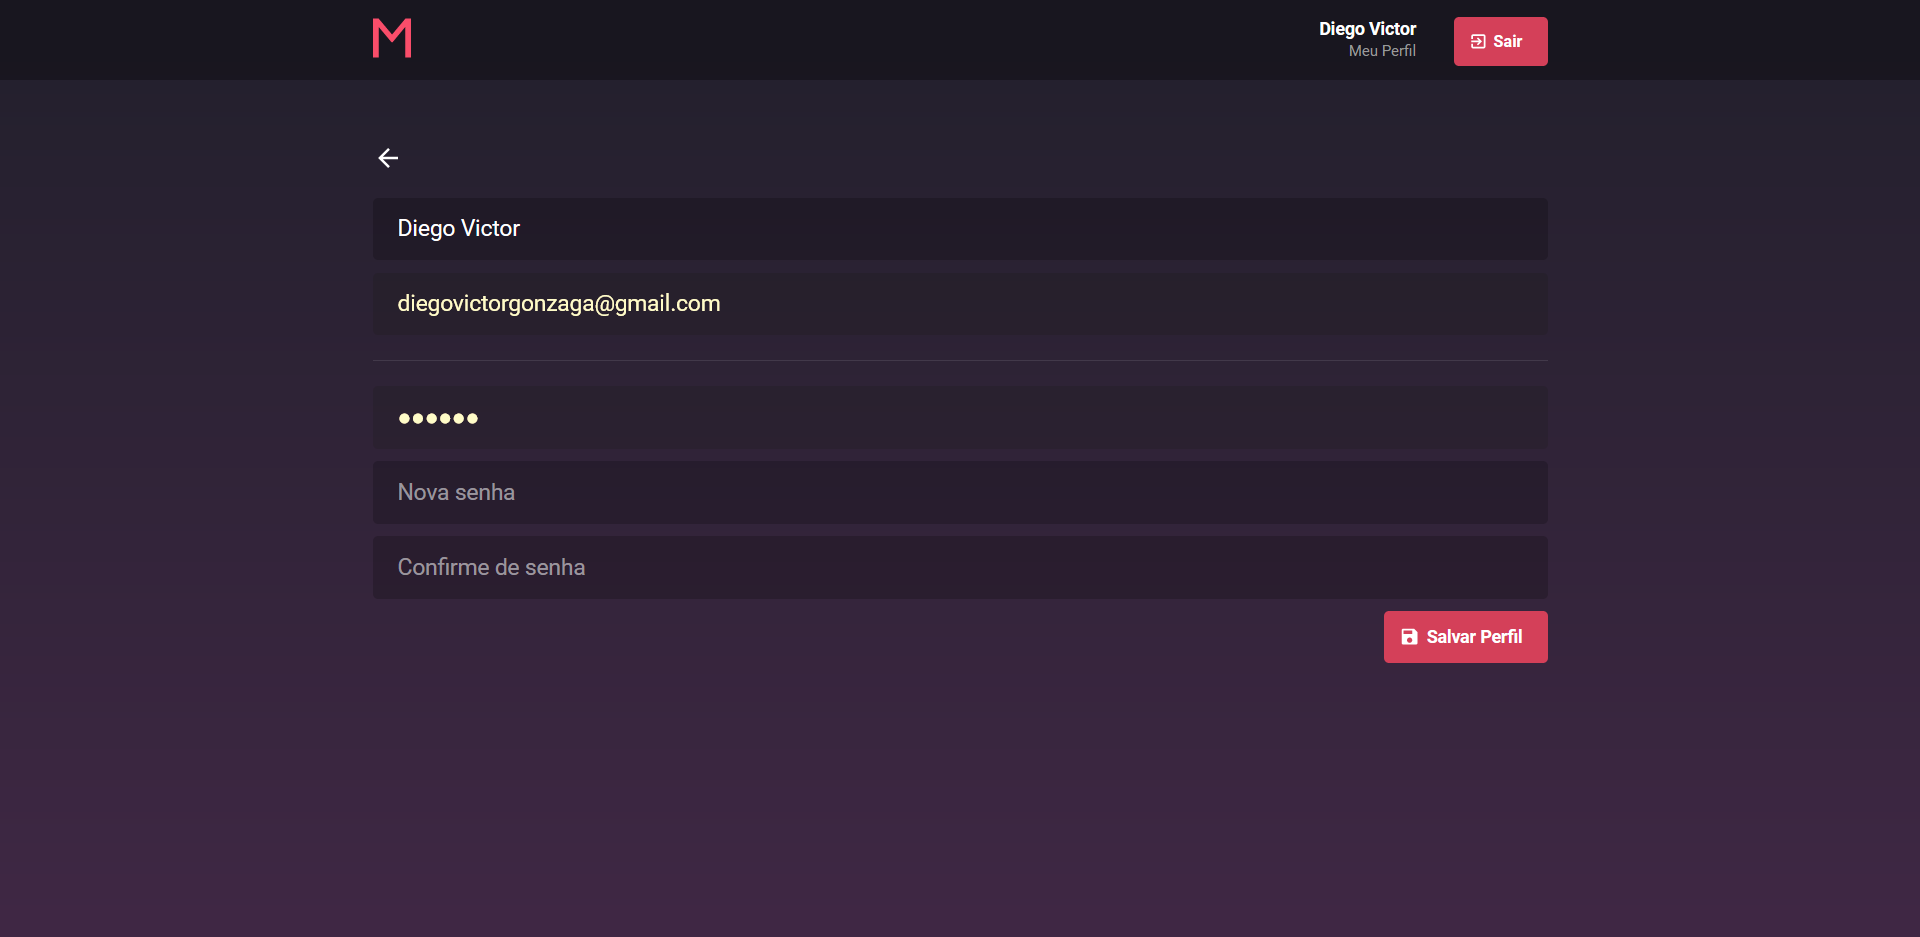 M
Diego Victor
Meu Perfil
Sair
Diego Victor
diegovictorgonzaga@gmail.com
••••••
Nova senha
Confirme de senha
Salvar Perfil